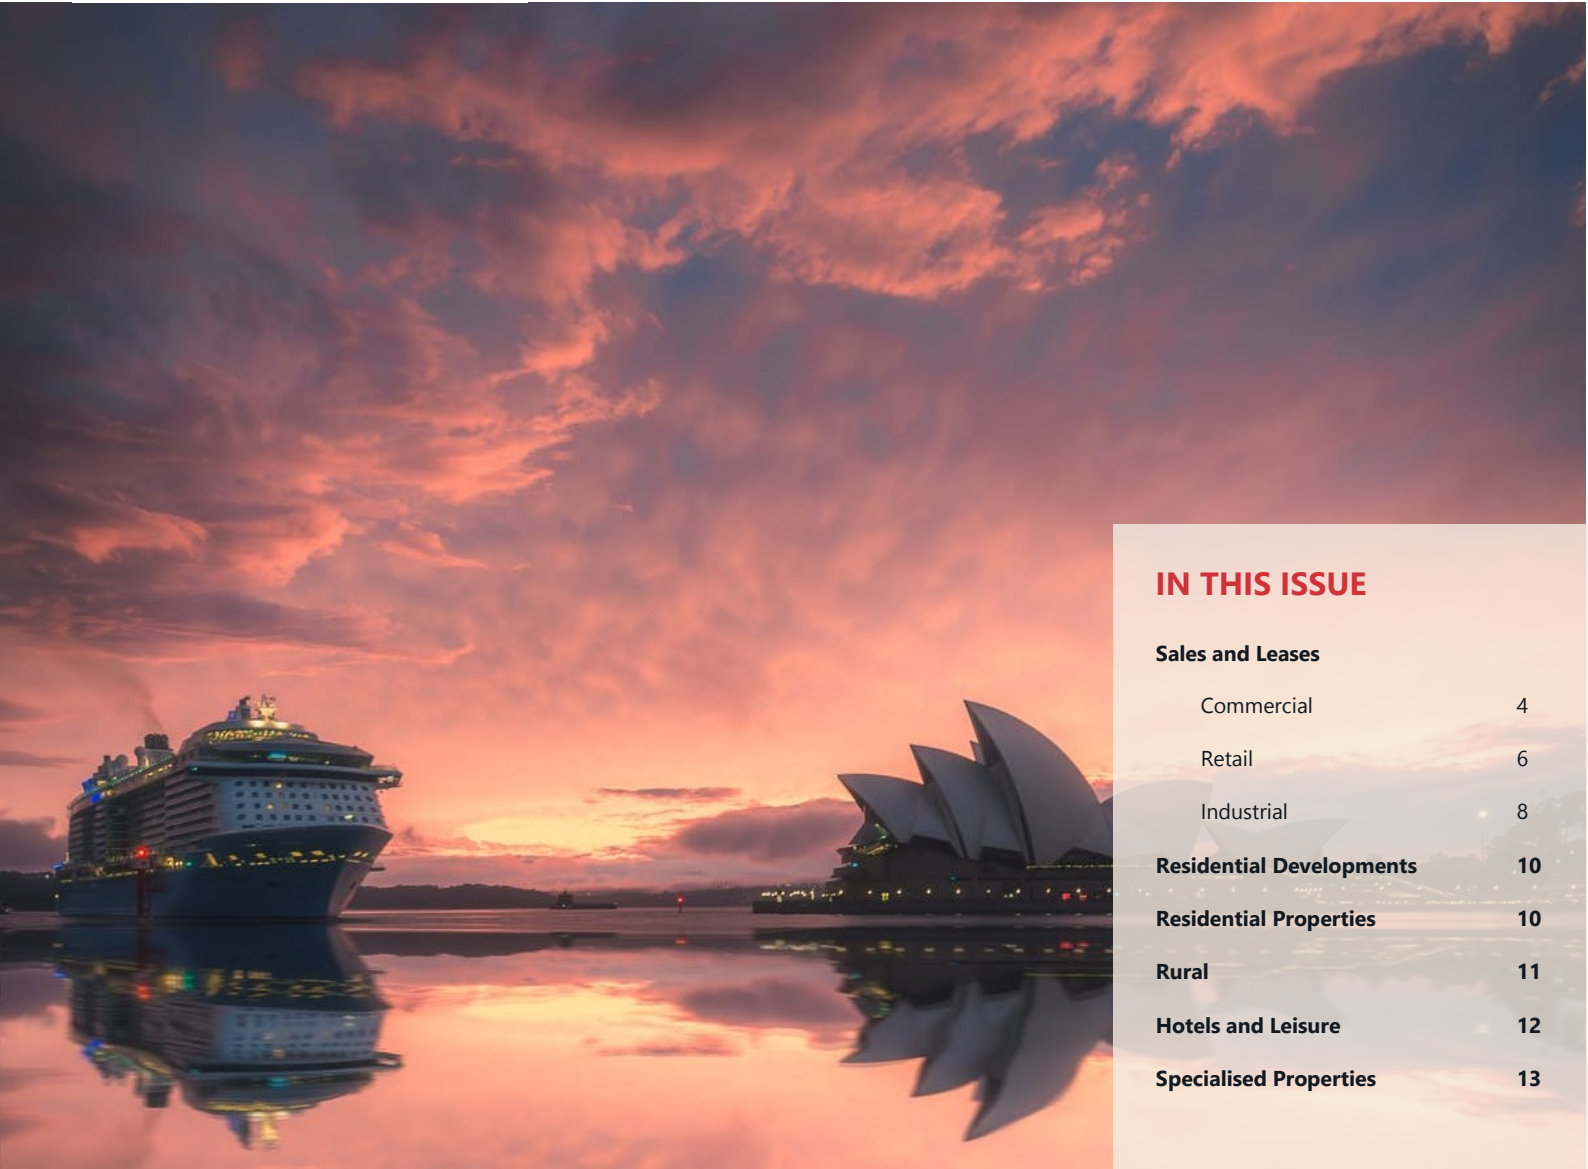 IN THIS ISSUE
Sales and Leases
Commercial 4
Retail 6
Industrial 8
Residential Developments 10
Residential Properties 10
Rural 11
Hotels and Leisure 12
Specialised Properties 13